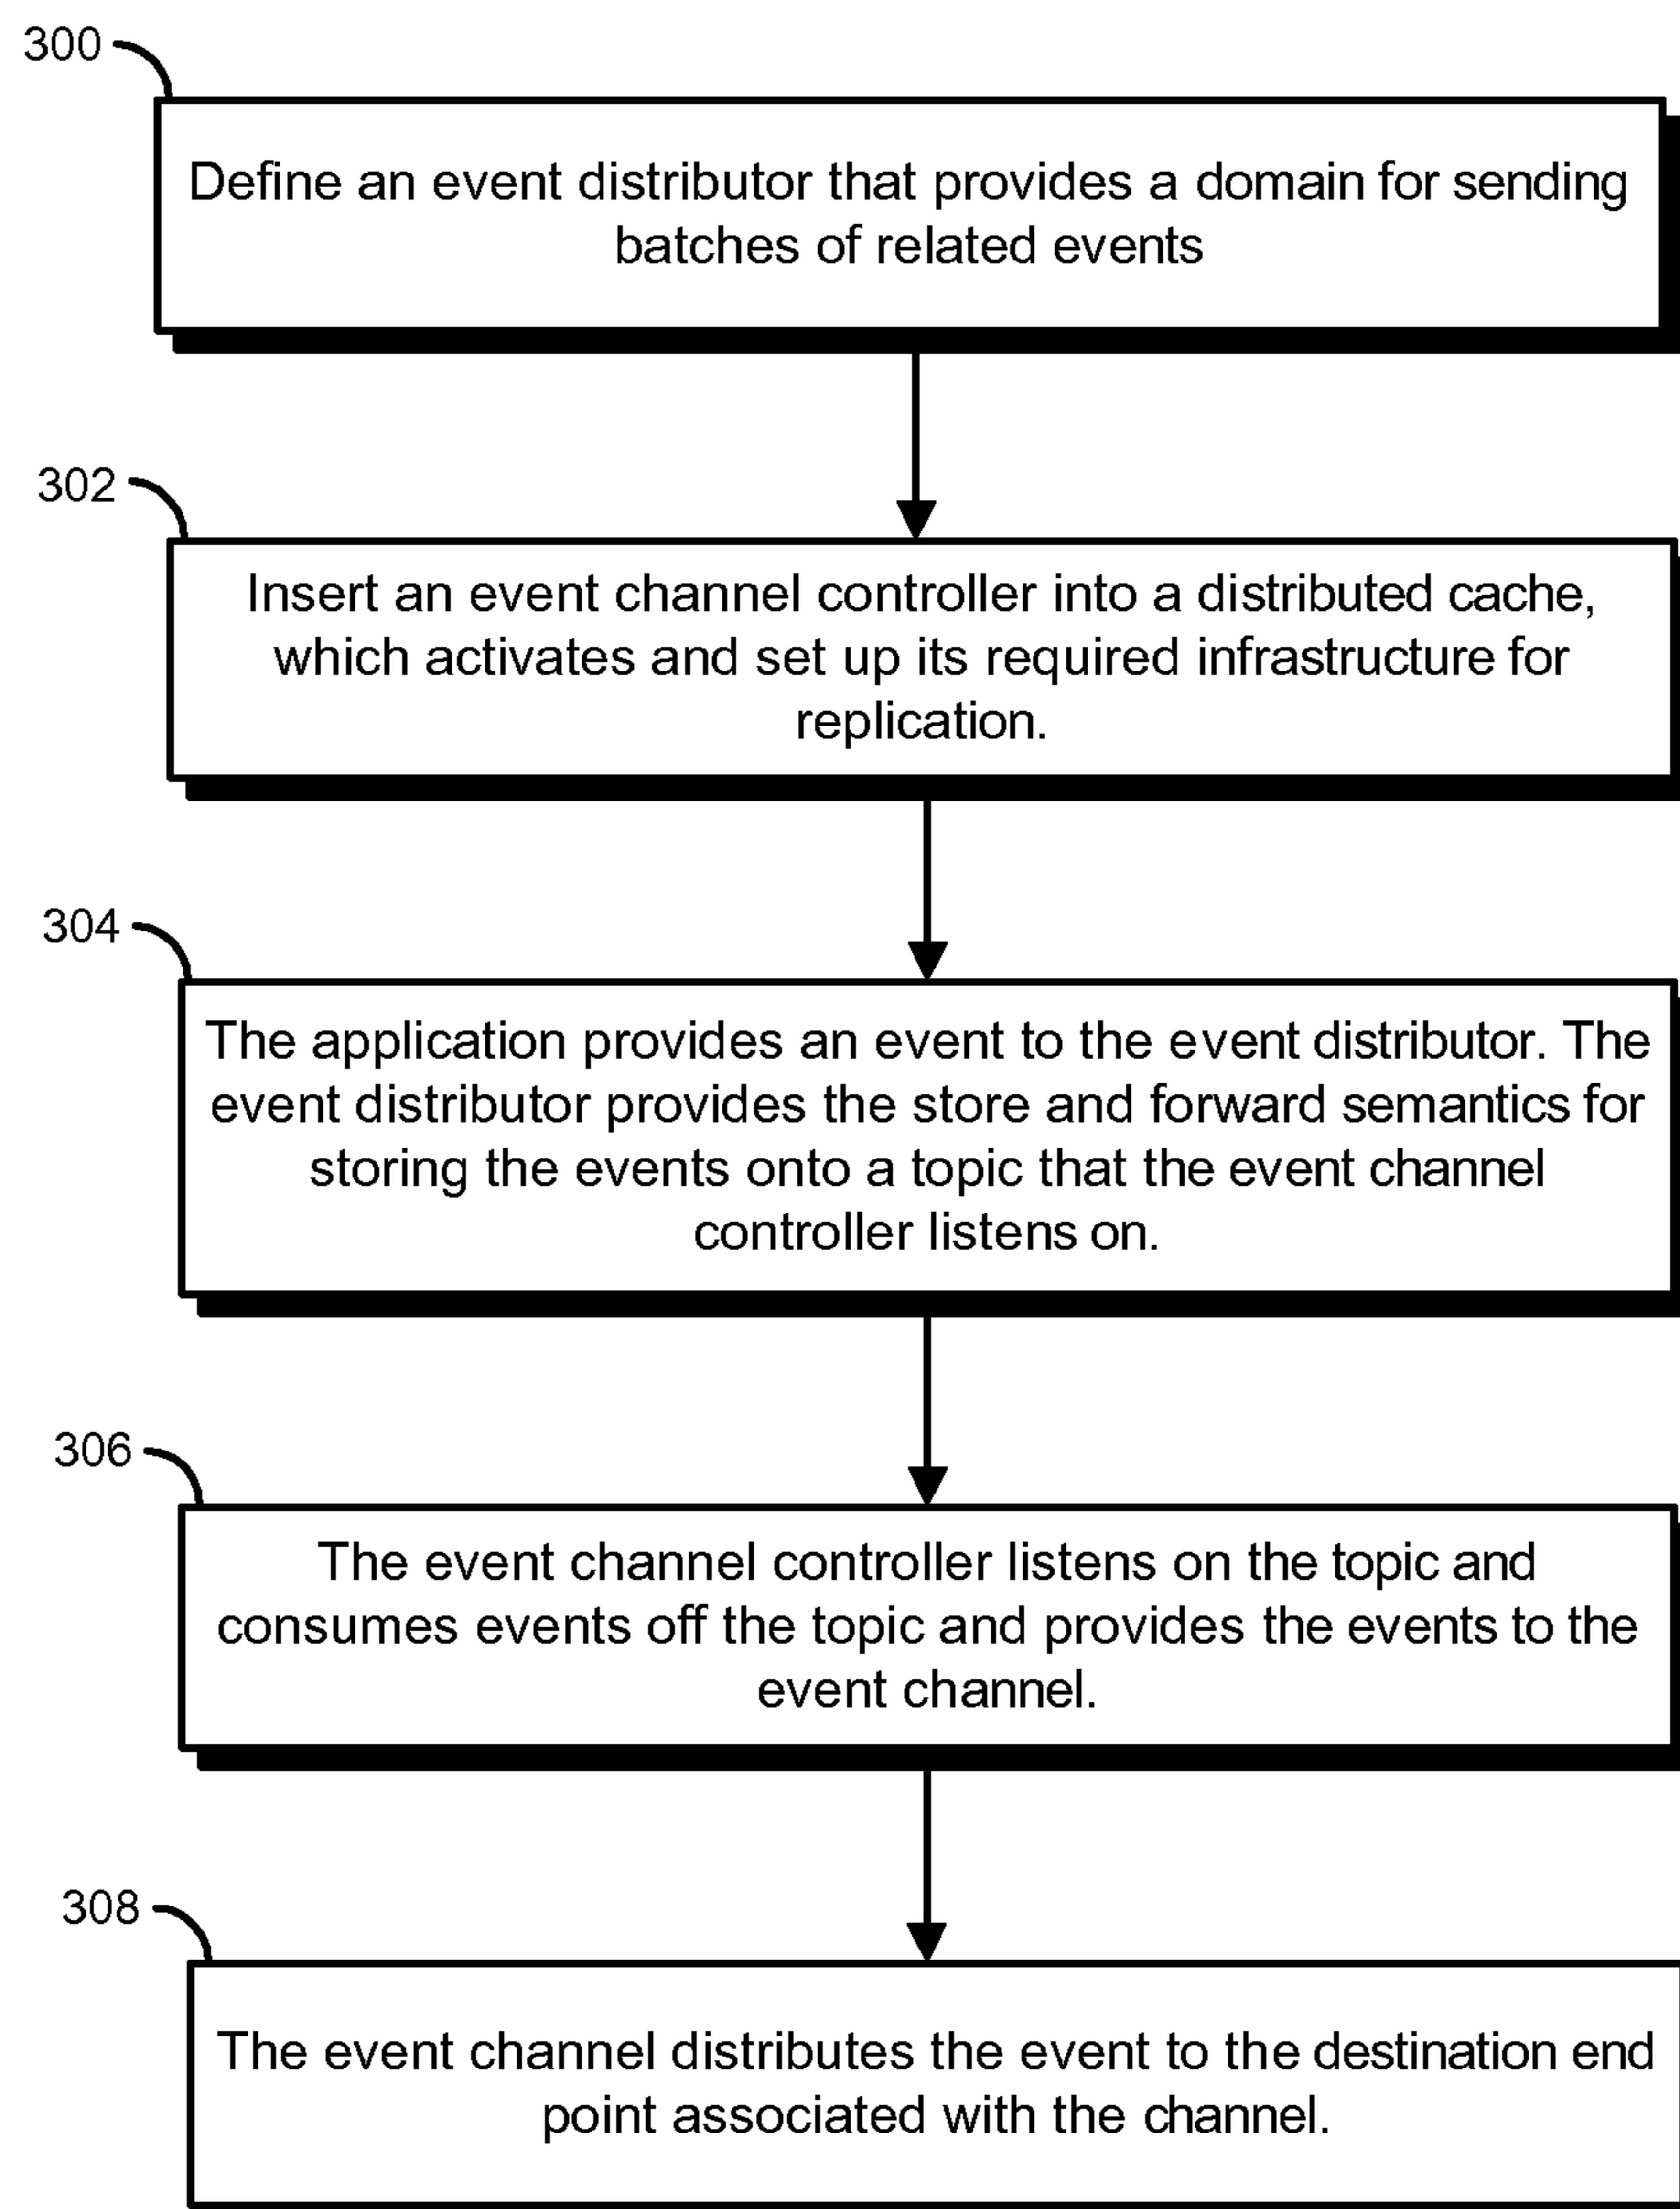 300
Define an event distributor that provides a domain for sending
batches of related events
302
Insert an event channel controller into a distributed cache,
which activates and set up its required infrastructure for
replication.
304
The application provides an event to the event distributor. The
event distributor provides the store and forward semantics for
storing the events onto a topic that the event channel
controller listens on.
306
The event channel controller listens on the topic and
consumes events off the topic and provides the events to the
event channel.
308
The event channel distributes the event to the destination end
point associated with the channel.